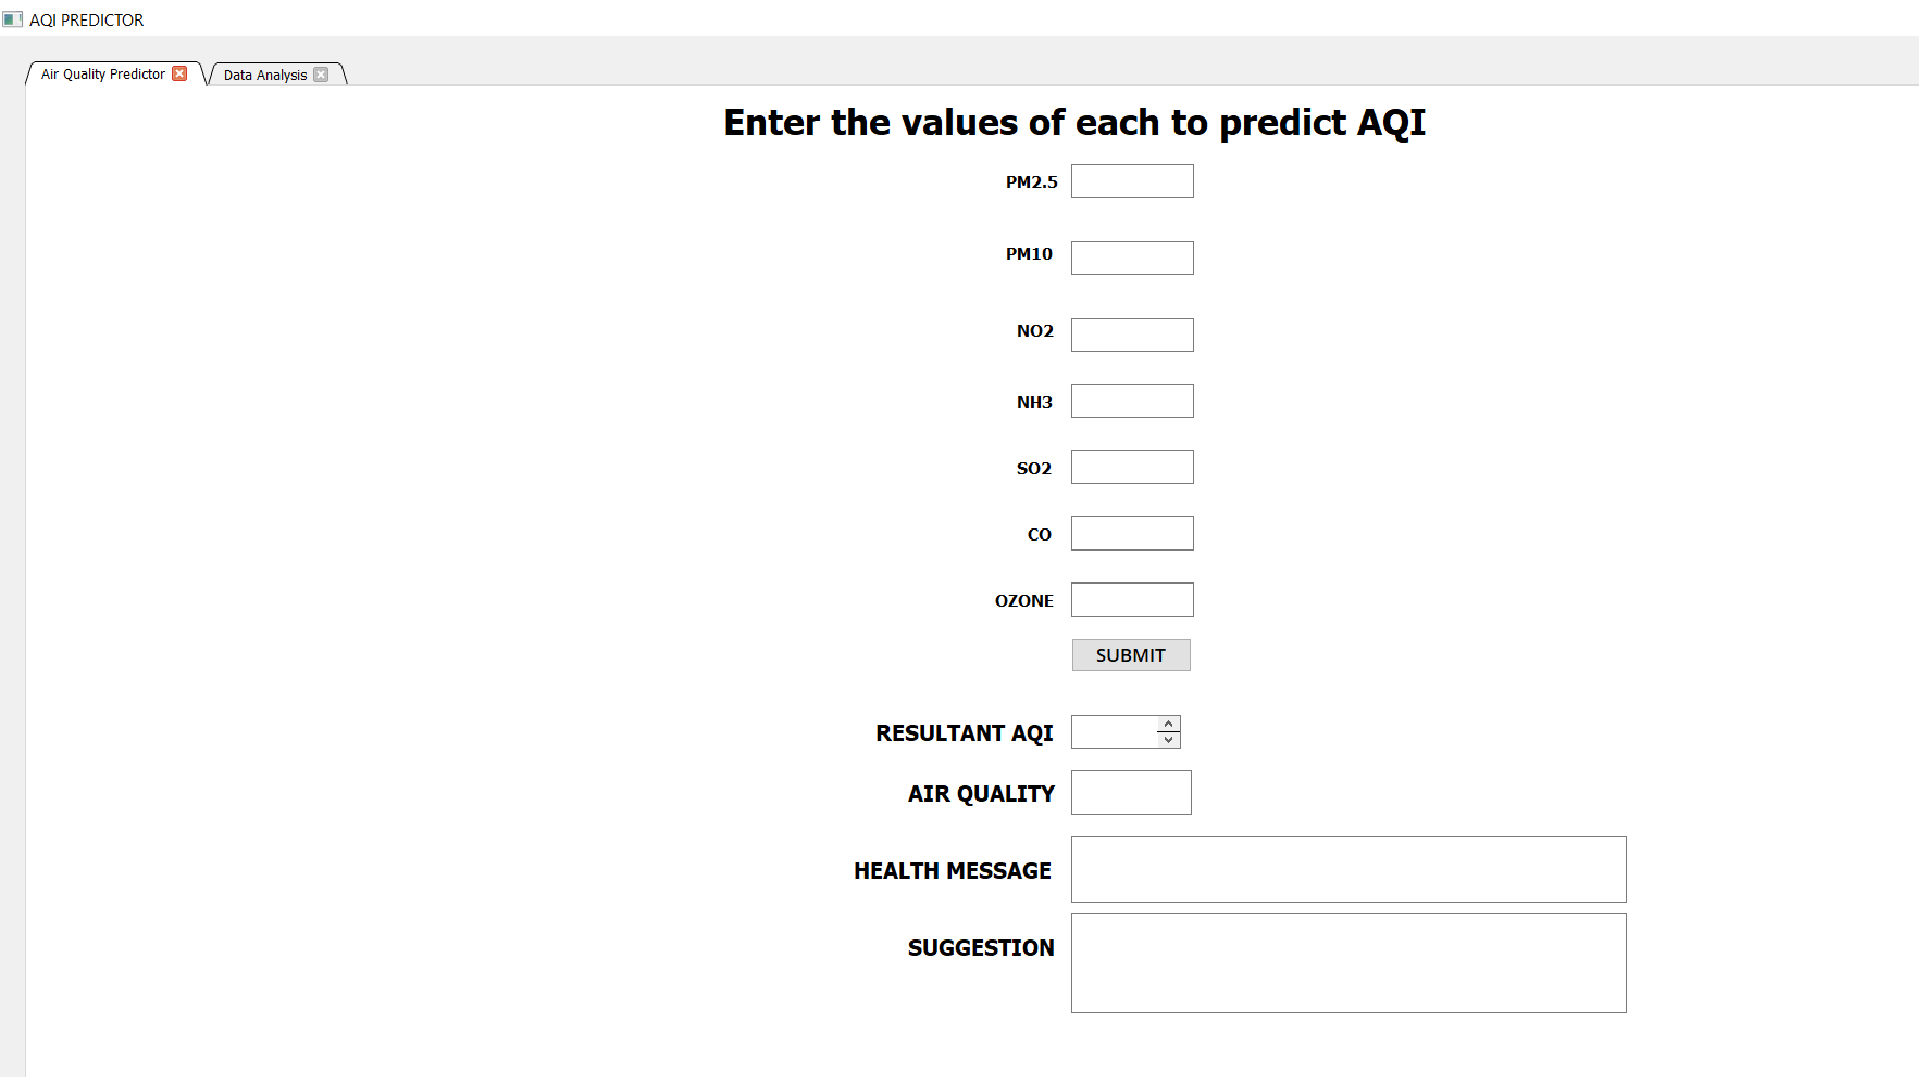 AQI PREDICTOR
Air Quality Predictor
Data Analysis
Enter the values of each to predict AQI
PM2.5
PM10
NO2
NH3
SO2
CO
OZONE
SUBMIT
RESULTANT AQI
AIR QUALITY
HEALTH MESSAGE
SUGGESTION